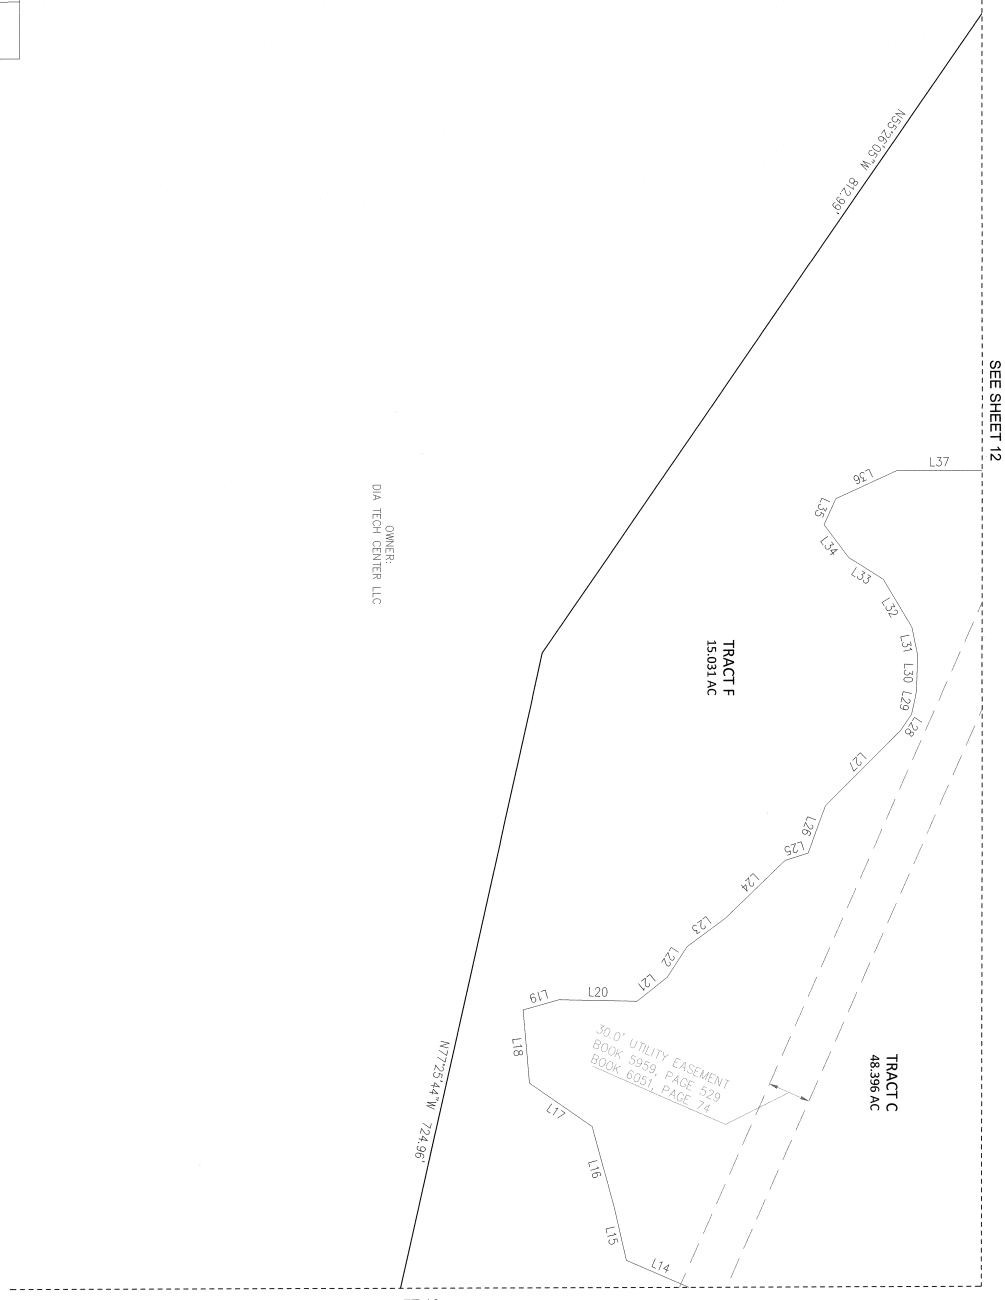 SEE SHEET 12
N55°26'05"W 812.99'
L37
L36
L35
L34
L33
L32
L31
L30
L29
L28
L27
L26
L25
L24
L23
L22
L21
L20
L19
L18
L17
L16
L15
L14
TRACT F
15.031 AC
TRACT C
48.396 AC
OWNER:
DIA TECH CENTER LLC
30.0' UTILITY EASEMENT
BOOK 5959, PAGE 529
BOOK 6051, PAGE 74
N77°25'44"W 724.96'